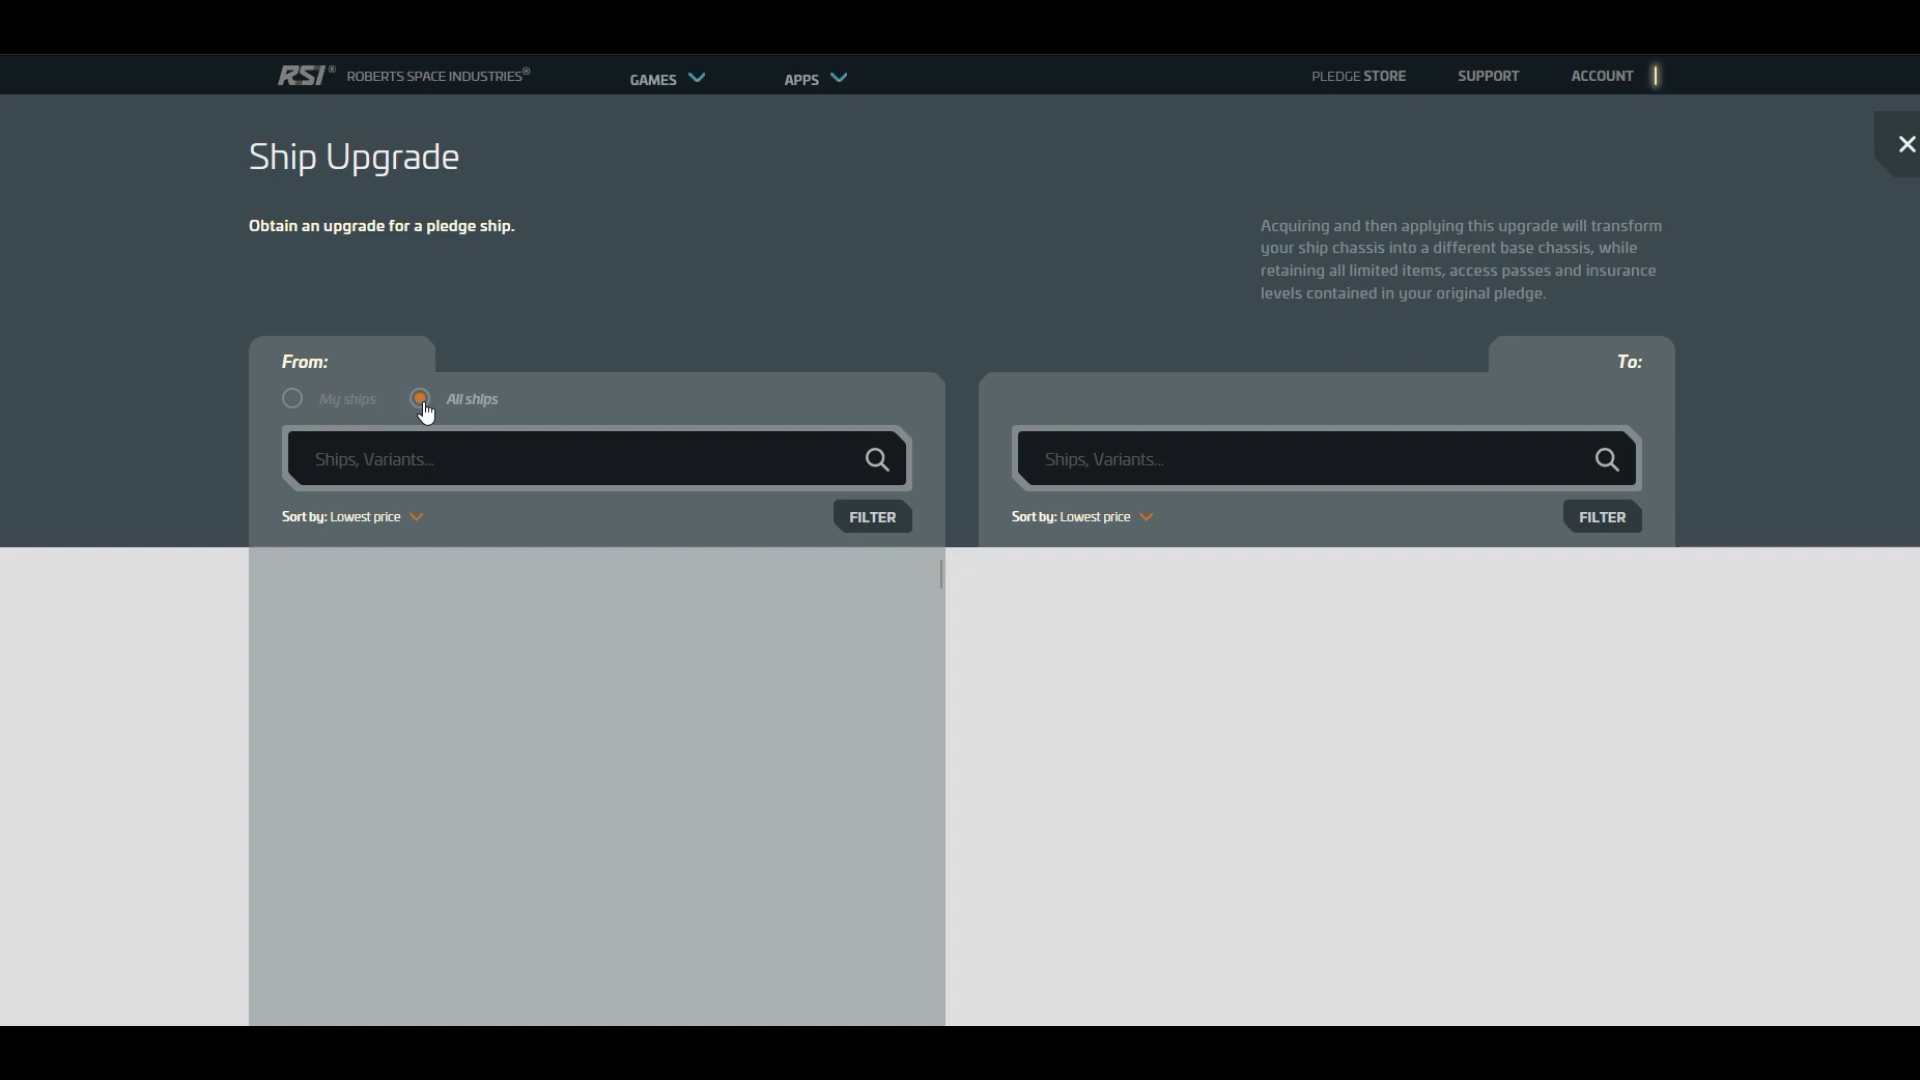 RSI® ROBERTS SPACE INDUSTRIES® GAMES APPS PLEDGE STORE SUPPORT ACCOUNT
Ship Upgrade
Obtain an upgrade for a pledge ship.
Acquiring and then applying this upgrade will transform
your ship chassis into a different base chassis, while
retaining all limited items, access passes and insurance
levels contained in your original pledge.
From:
My ships All ships
Ships, Variants...
Sort by: Lowest price FILTER
To:
Ships, Variants...
Sort by: Lowest price FILTER